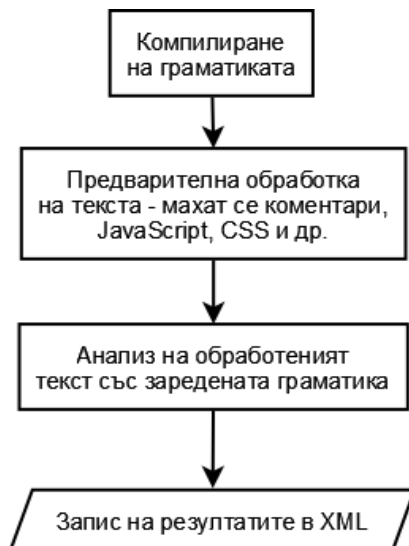 Компилиране
на граматиката
Предварителна обработка
на текста - махат се коментари,
JavaScript, CSS и др.
Анализ на обработеният
текст със заредената граматика
Запис на резултатите в XML